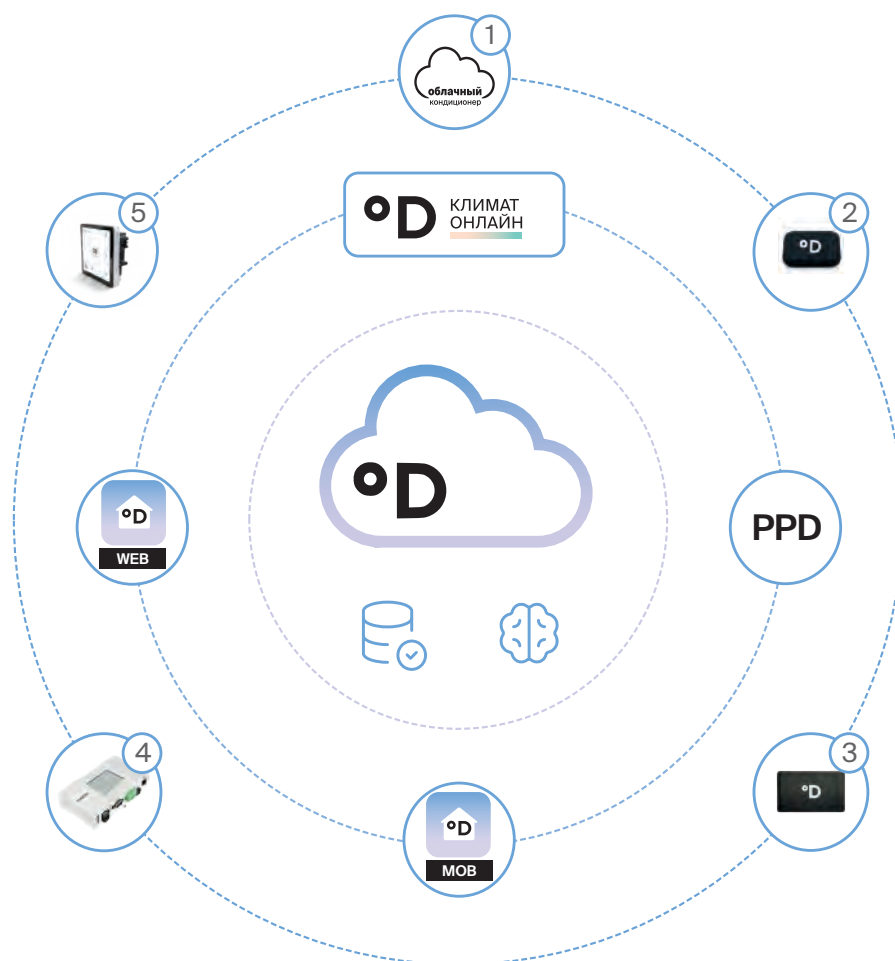 1
облачный
кондиционер
5
°D
КЛИМАТ
ОНЛАЙН
2
°D
°D
°D
WEB
PPD
4
3
°D
°D
MOB